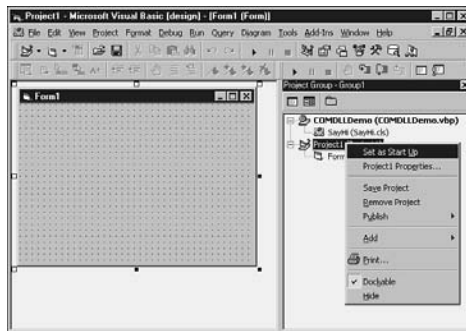 Project1 - Microsoft Visual Basic [design] - [Form1 (Form)]
File Edit View Project Format Debug Run Query Diagram Tools Add-Ins Window Help
Form1
Project Group - Group1
COMDLLDemo (COMDLLDemo.vbp)
SayHi (SayHi.cls)
Project1
Form
Set as Start Up
Project1 Properties...
Save Project
Remove Project
Publish
Add
Print...
Dockable
Hide